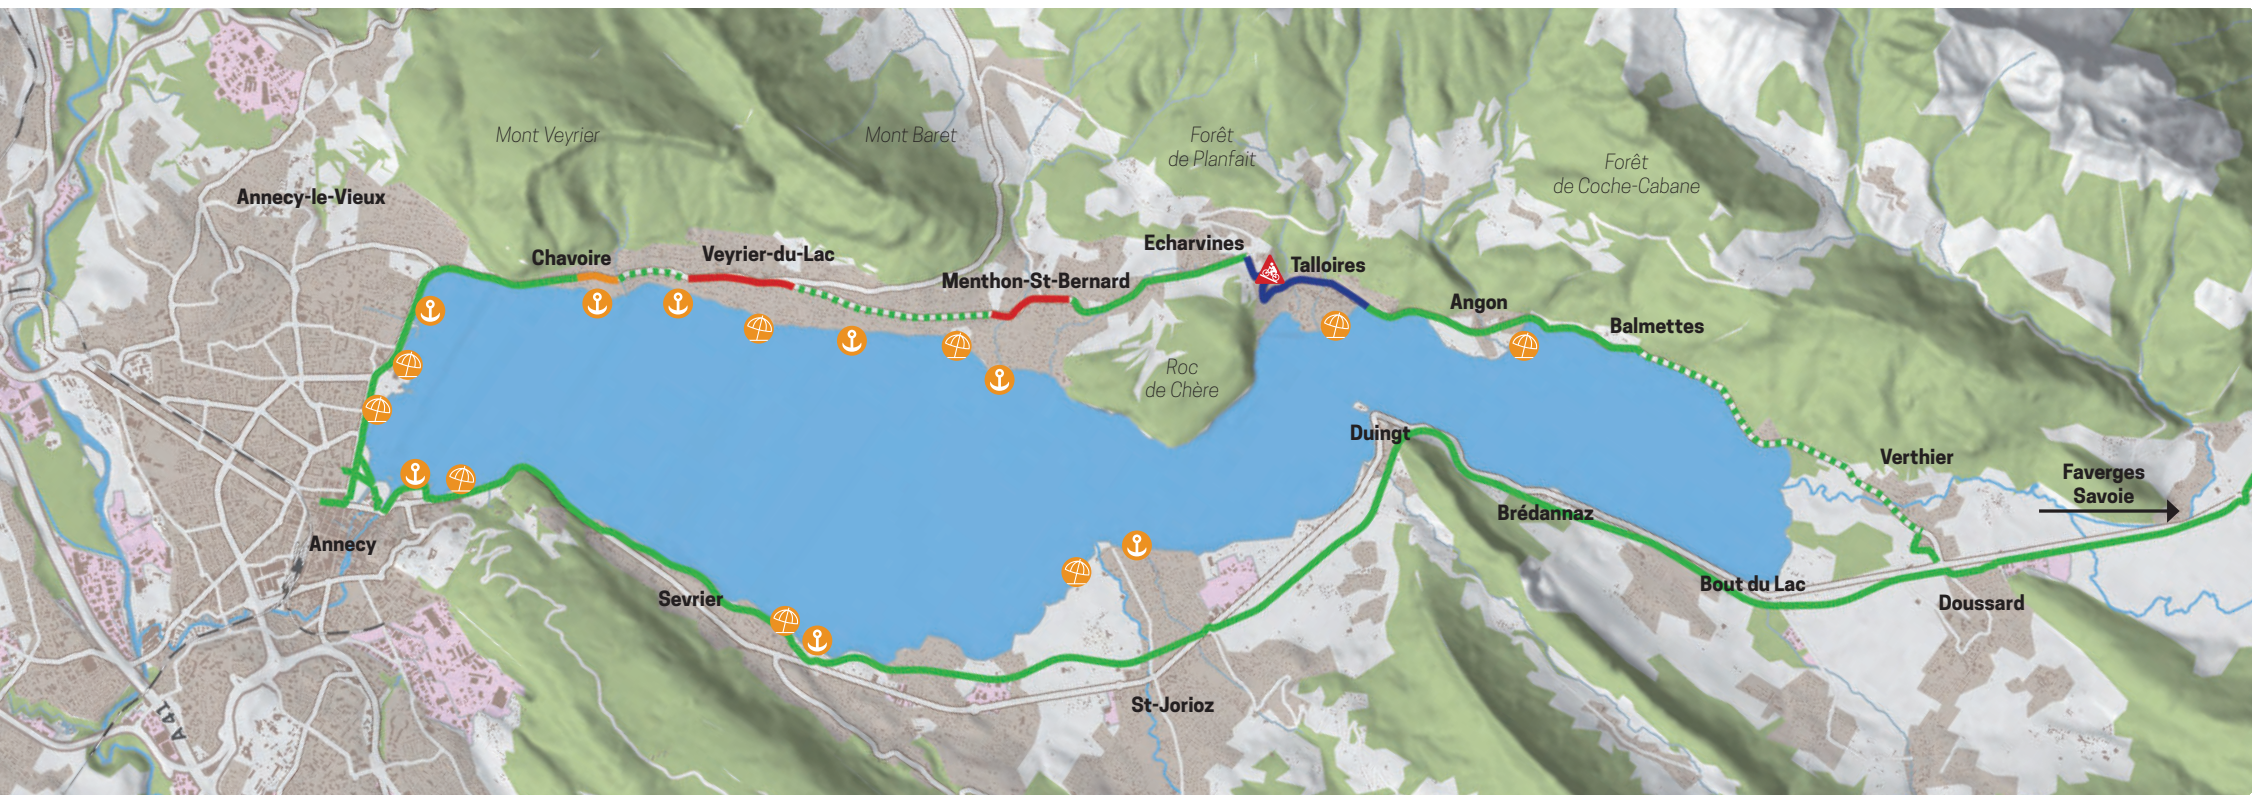 Mont Veyrier
Mont Baret
Forêt
de Planfait
Forêt
de Coche-Cabane
Annecy-le-Vieux
Chavoire
Veyrier-du-Lac
Menthon-St-Bernard
Echarvines
Talloires
Angon
Balmettes
Roc
de Chère
Duingt
Verthier
Faverges
Savoie
Brédannaz
Annecy
Sevrier
Bout du Lac
Doussard
St-Jorioz
A 41